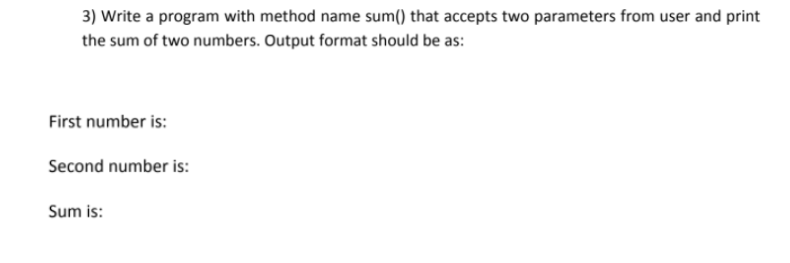 3) Write a program with method name sum() that accepts two parameters from user and print
the sum of two numbers. Output format should be as:
First number is:
Second number is:
Sum is: